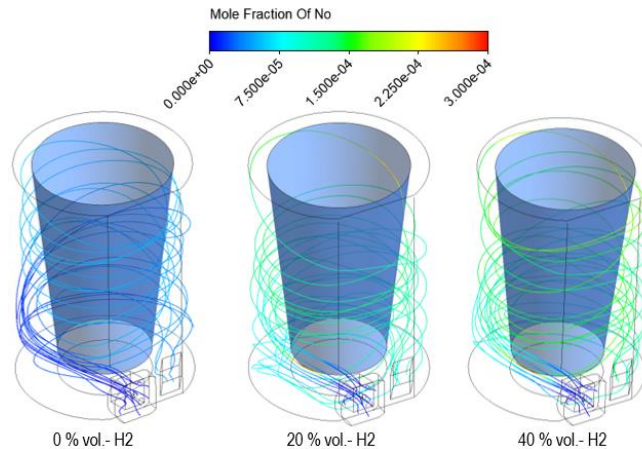 Mole Fraction Of No
0.000e+00
7.500e-05
1.500e-04
2.250e-04
3.000e-04
0 % vol.- H2
20 % vol.- H2
40 % vol.- H2